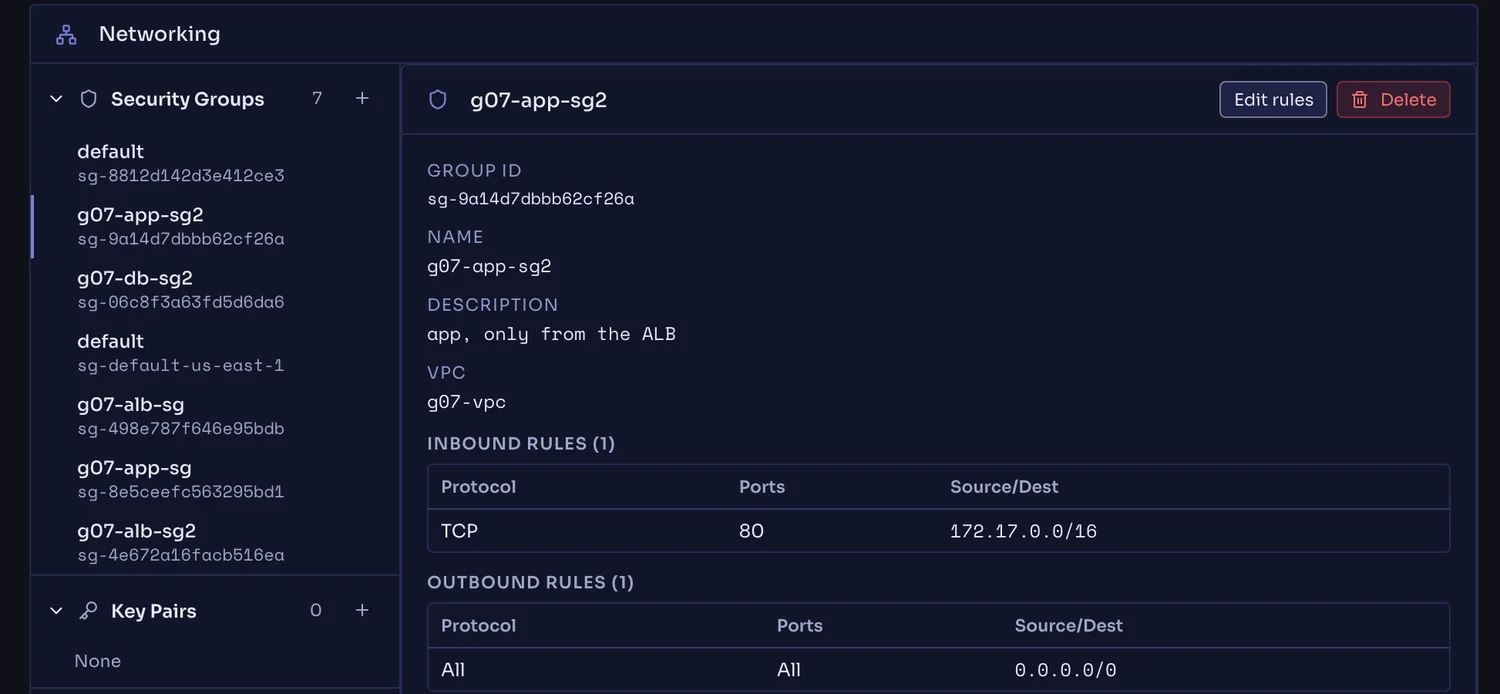 Networking
Security Groups 7 +
default
sg-8812d142d3e412ce3
g07-app-sg2
sg-9a14d7dbbb62cf26a
g07-db-sg2
sg-06c8f3a63fd5d6da6
default
sg-default-us-east-1
g07-alb-sg
sg-498e787f646e95bdb
g07-app-sg
sg-8e5ceefc563295bd1
g07-alb-sg2
sg-4e672a16facb516ea
Key Pairs 0 +
None
g07-app-sg2
Edit rules
Delete
GROUP ID
sg-9a14d7dbbb62cf26a
NAME
g07-app-sg2
DESCRIPTION
app, only from the ALB
VPC
g07-vpc
INBOUND RULES (1)
Protocol Ports Source/Dest
TCP 80 172.17.0.0/16
OUTBOUND RULES (1)
Protocol Ports Source/Dest
All All 0.0.0.0/0